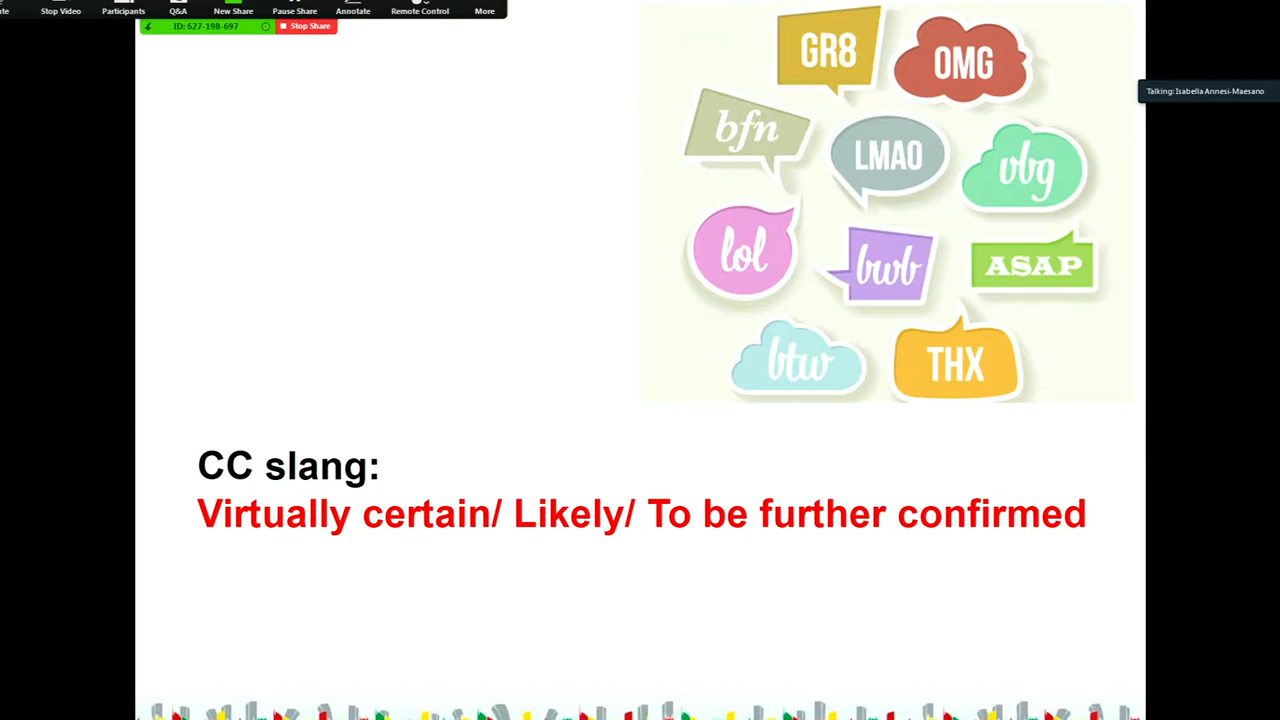 Stop Video
Participants
Q&A
New Share
Pause Share
Annotate
Remote Control
More
ID: 627-198-697
Stop Share
Talking: Isabella Annesi-Maesano
GR8
OMG
bfn
LMAO
vbg
lol
bwb
ASAP
btw
THX
CC slang:
Virtually certain/ Likely/ To be further confirmed